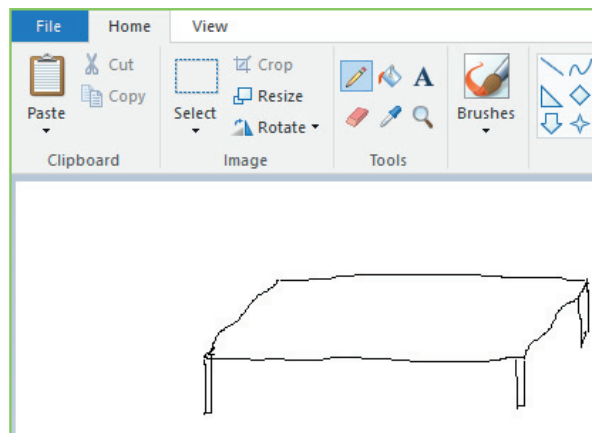 File Home View
Cut
Copy
Paste
Clipboard
Crop
Resize
Rotate
Select
Image
A
Tools
Brushes